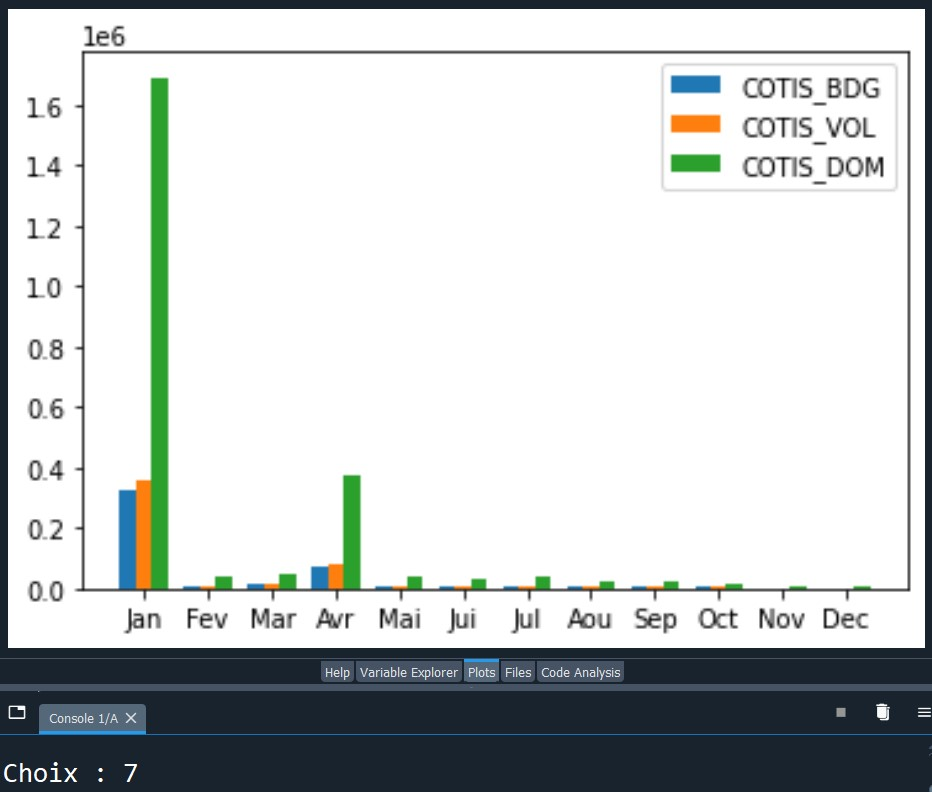 1e6
COTIS_BDG
COTIS_VOL
COTIS_DOM
1.6
1.4
1.2
1.0
0.8
0.6
0.4
0.2
0.0
Jan Fev Mar Avr Mai Jui Jul Aou Sep Oct Nov Dec
Help Variable Explorer Plots Files Code Analysis
Console 1/A
Choix : 7